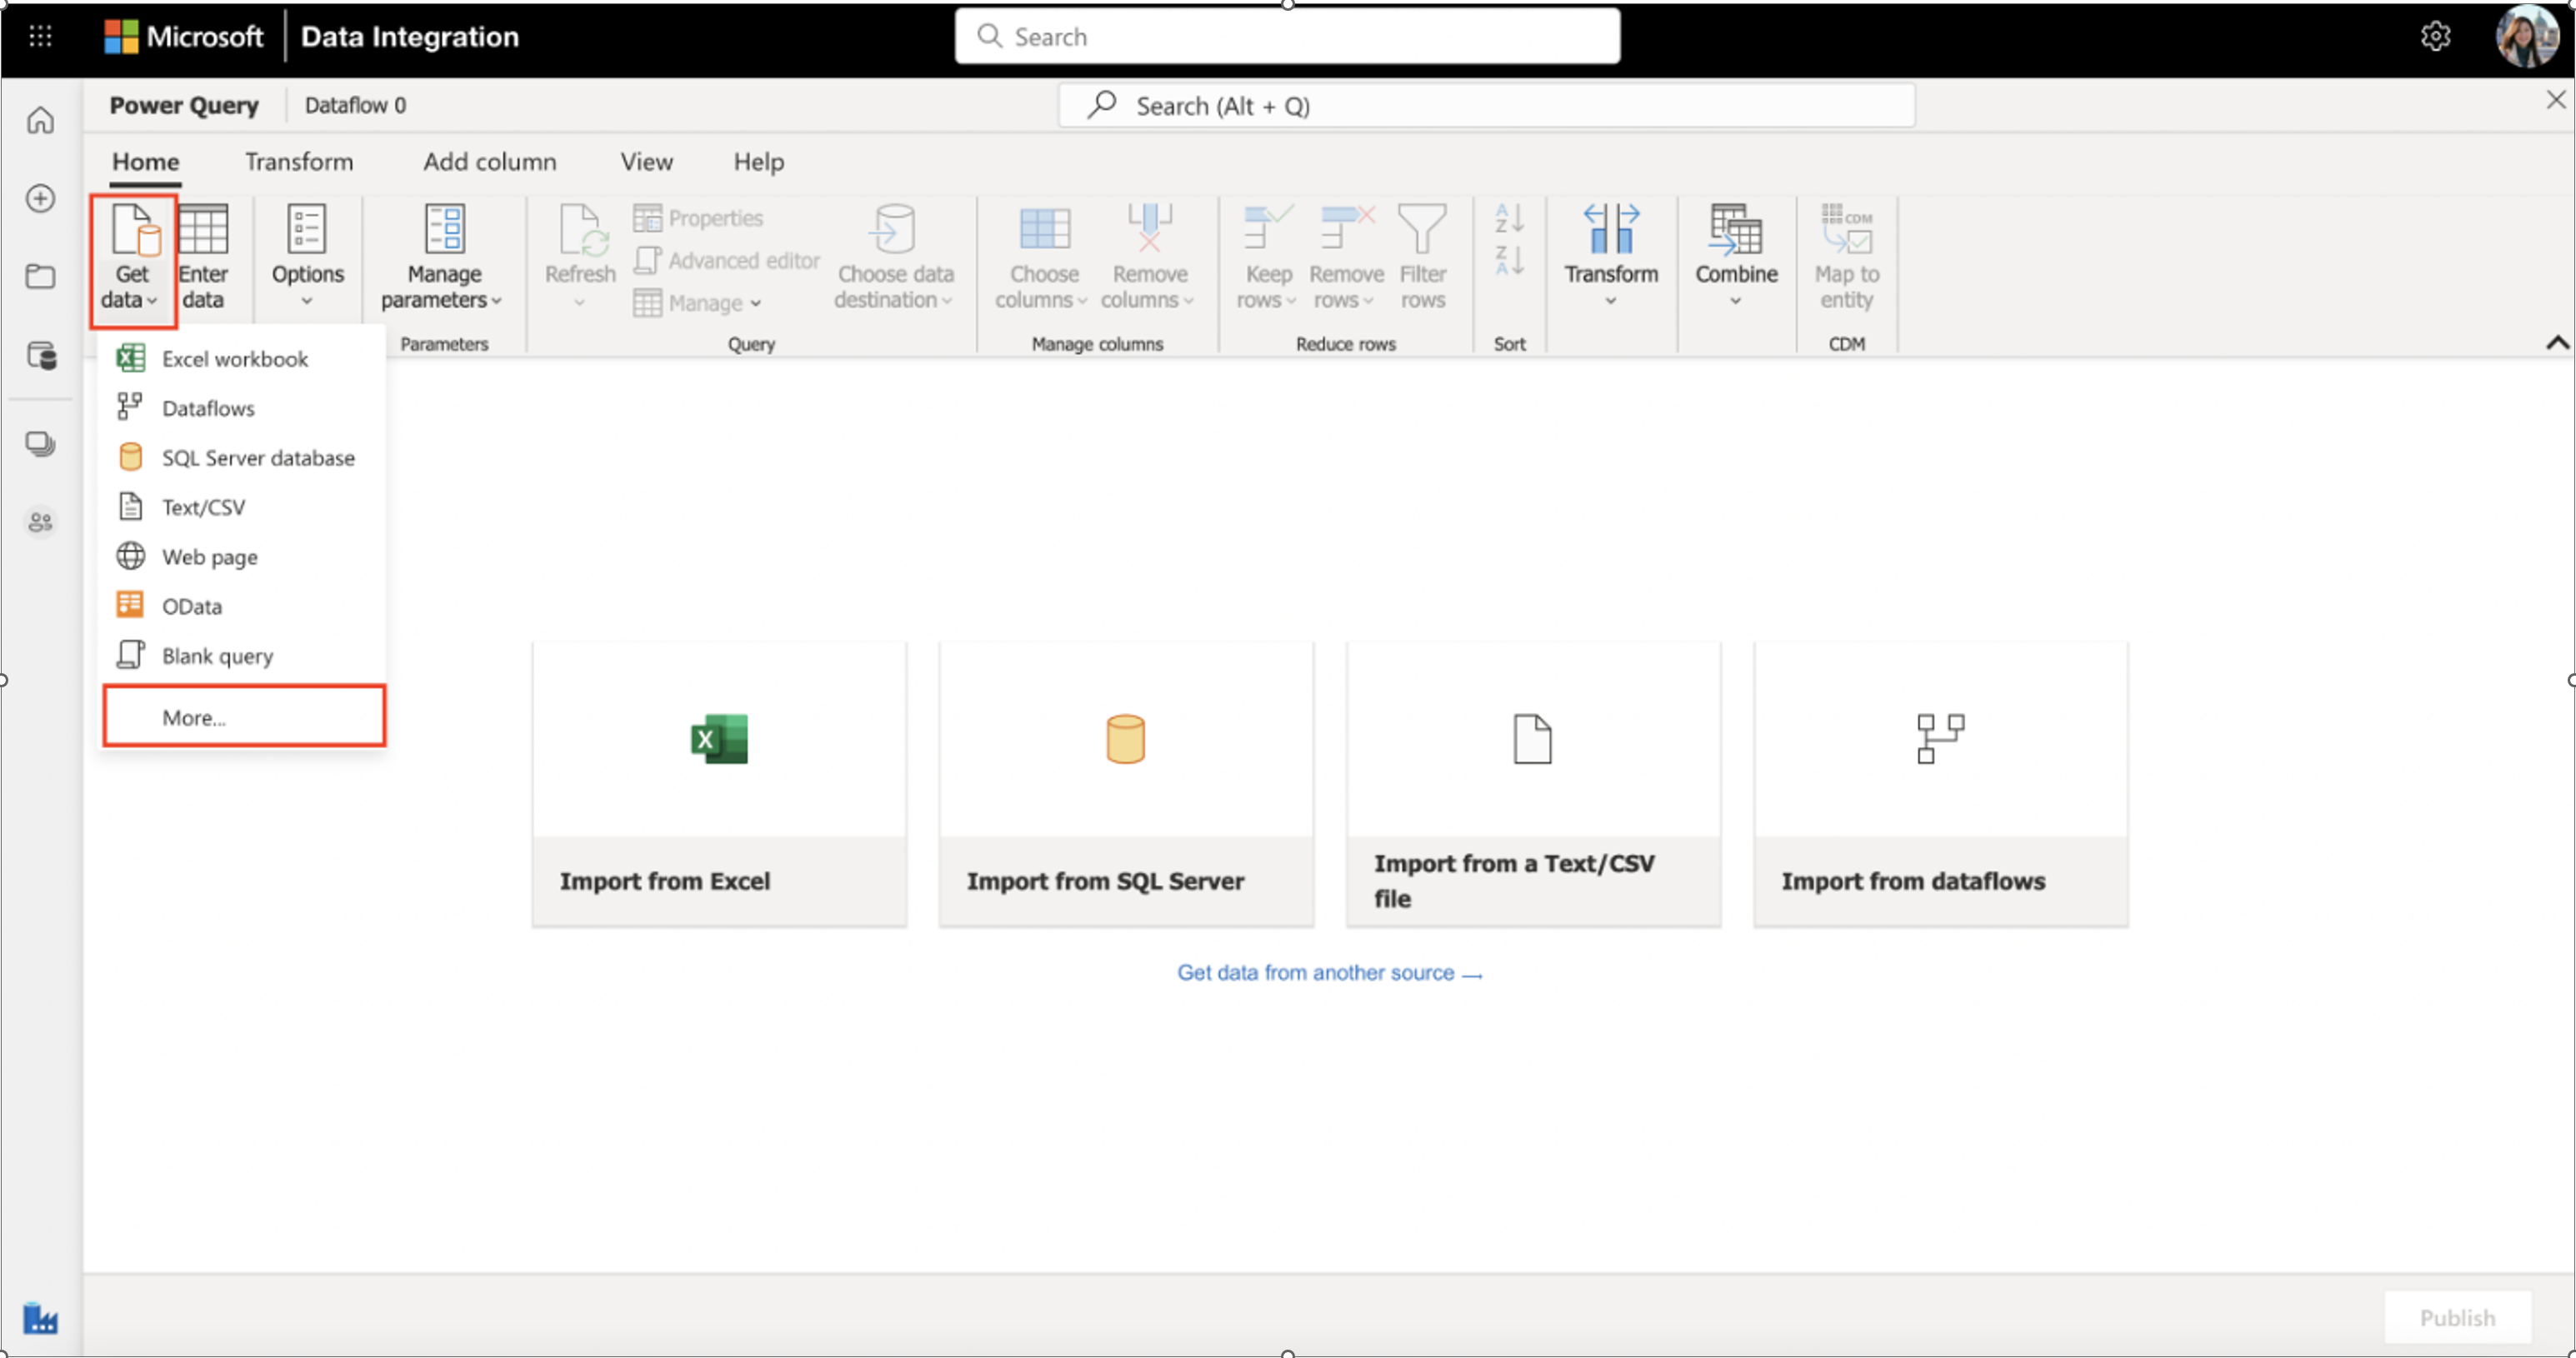 Microsoft Data Integration
Search
Power Query Dataflow 0
Search (Alt + Q)
Home Transform Add column View Help
Get data
Enter data
Options
Manage parameters
Parameters
Refresh
Properties
Advanced editor
Manage
Choose data destination
Query
Choose columns
Remove columns
Manage columns
Keep rows
Remove rows
Filter rows
Reduce rows
A
Z
Z
A
Sort
Transform
Combine
CDM
Map to entity
CDM
Excel workbook
Dataflows
SQL Server database
Text/CSV
Web page
OData
Blank query
More...
X
Import from Excel
Import from SQL Server
Import from a Text/CSV
file
Import from dataflows
Get data from another source →
Publish